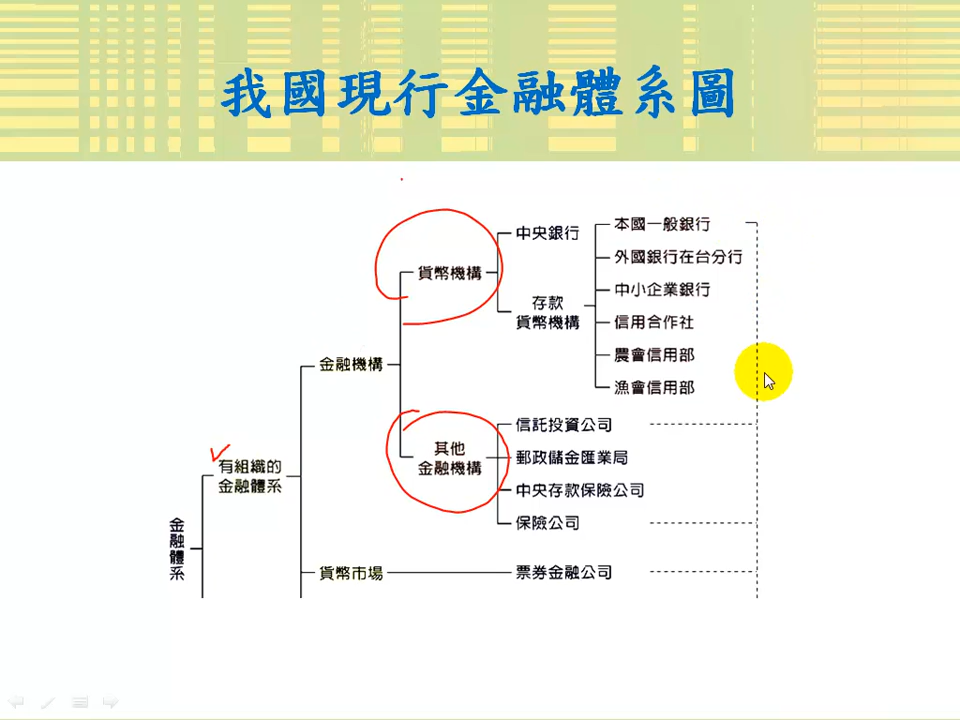 我國現行金融體系圖
本國一般銀行
中央銀行
外國銀行在台分行
貨幣機構
中小企業銀行
存款
貨幣機構
信用合作社
農會信用部
金融機構
漁會信用部
信託投資公司
其他
金融機構
郵政儲金匯業局
有組織的
金融體系
中央存款保險公司
保險公司
金融體系
貨幣市場
票券金融公司